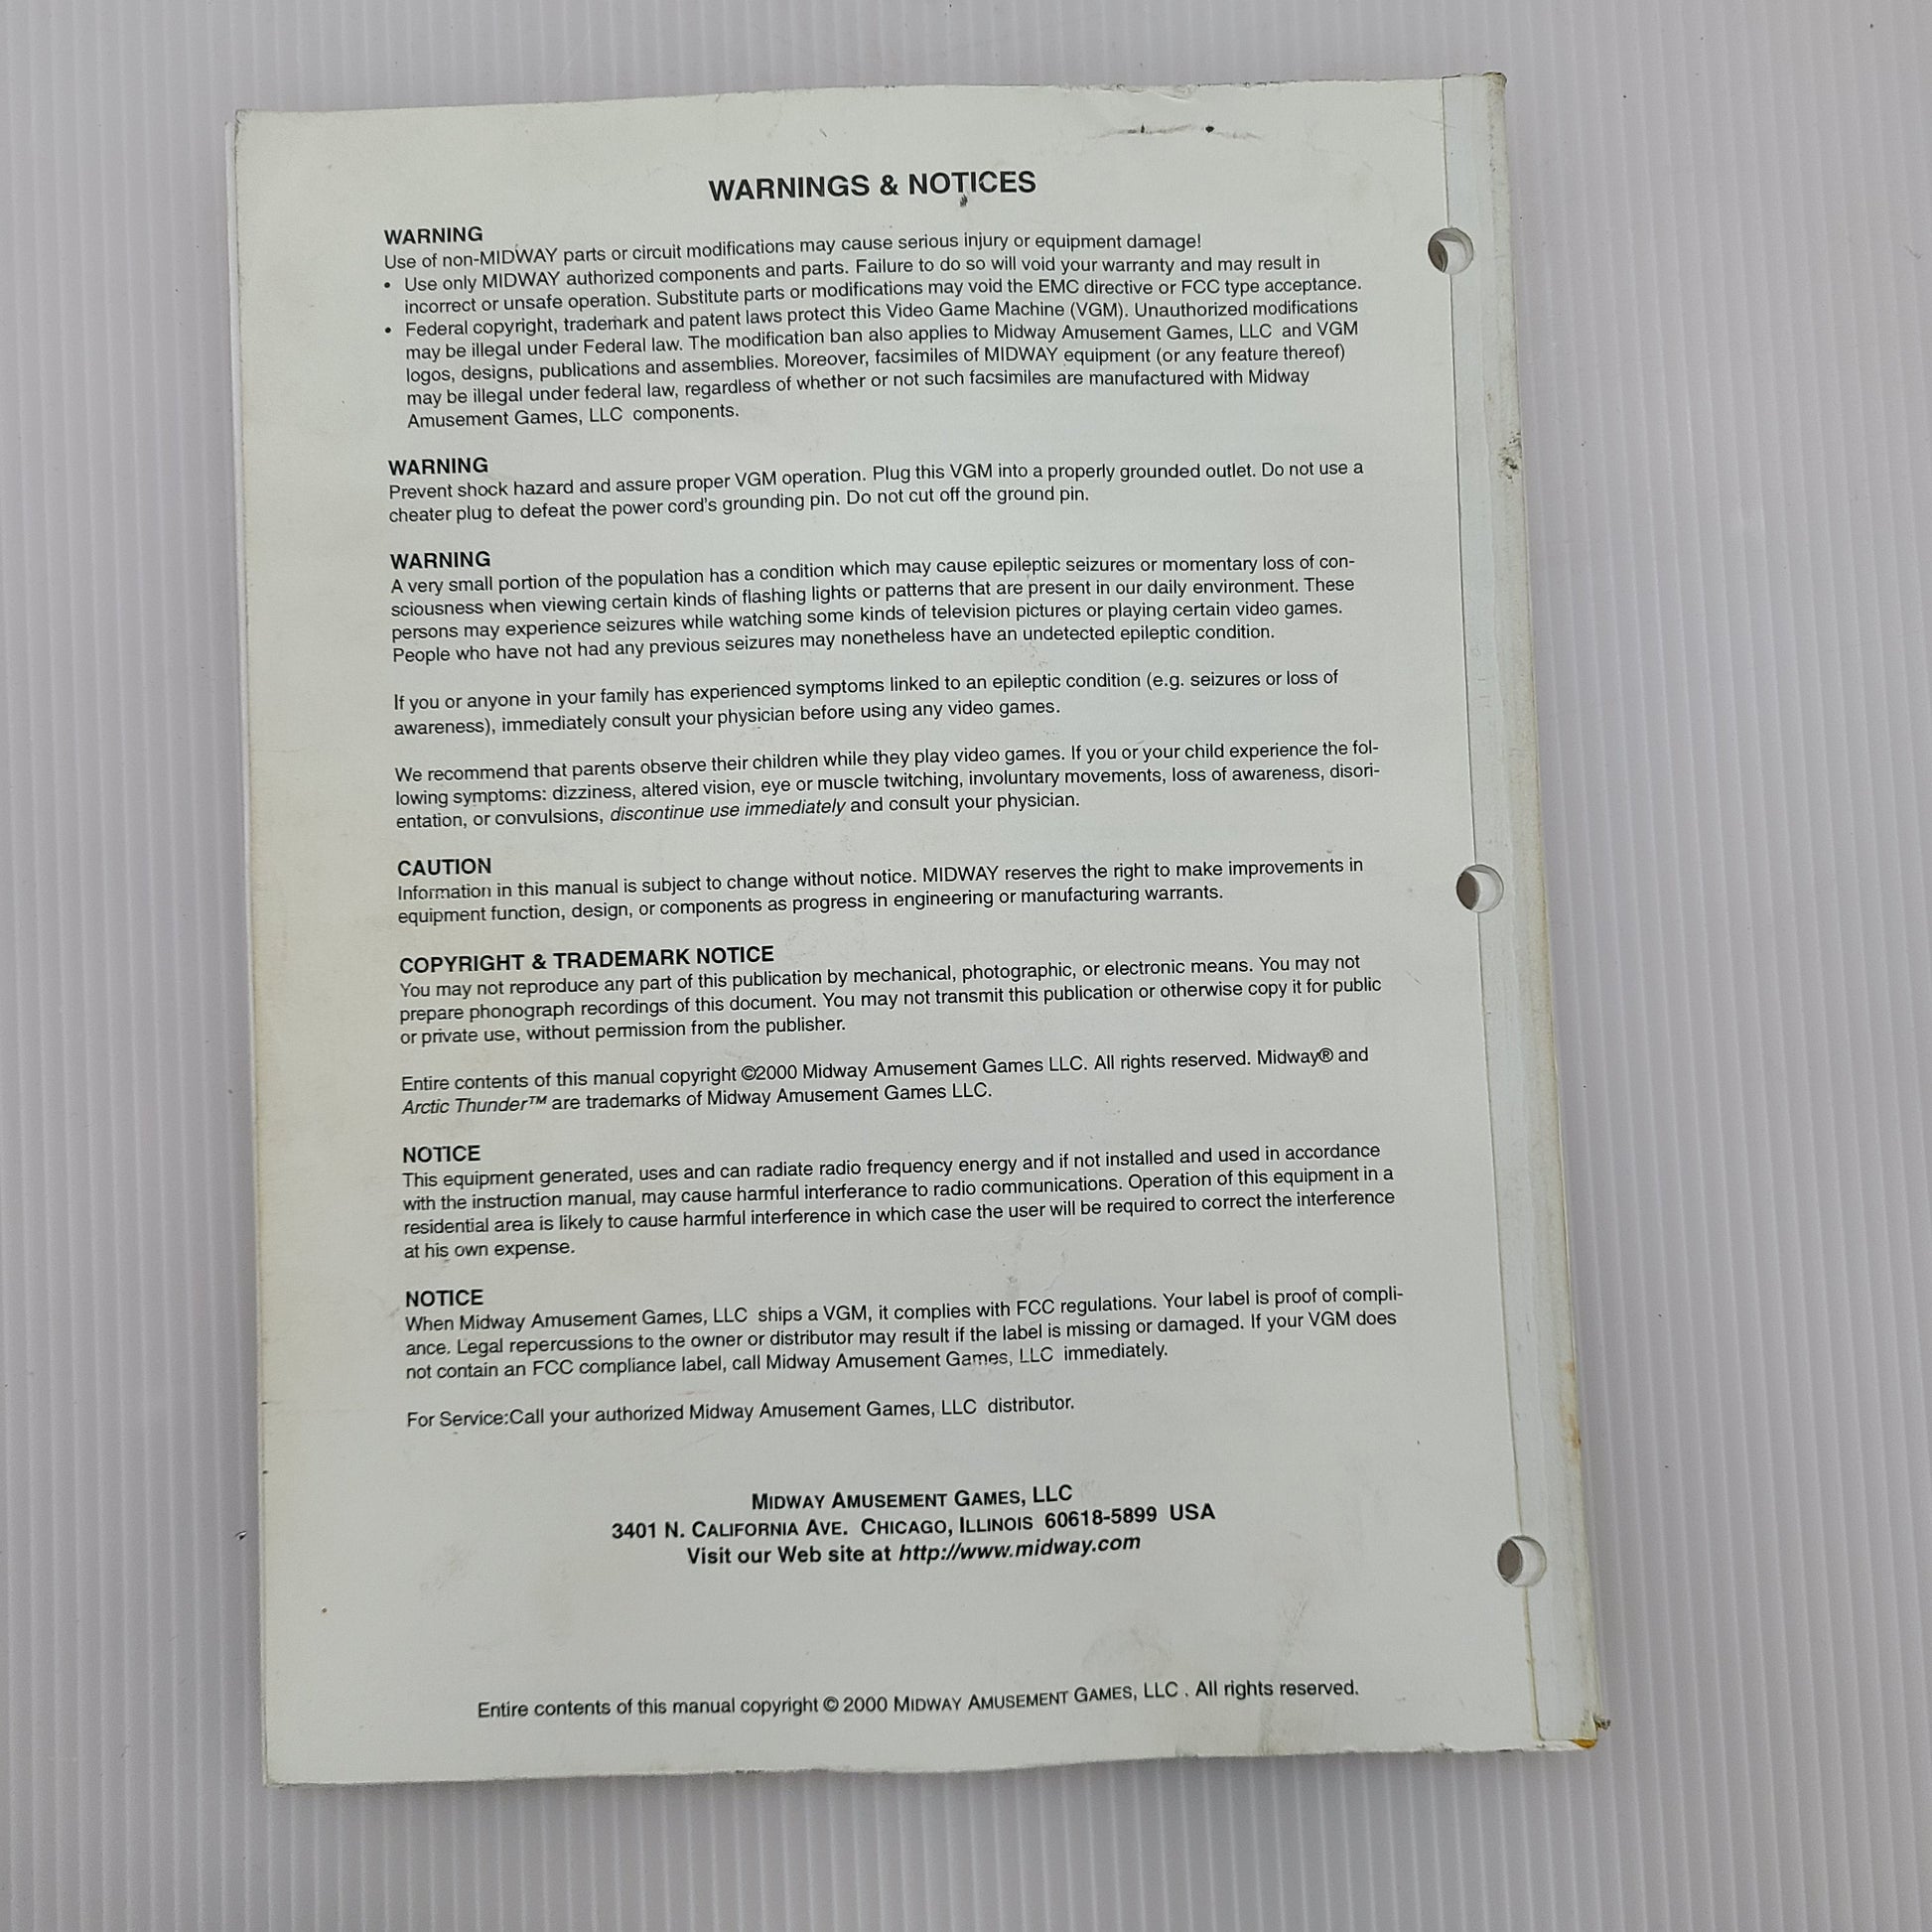 WARNINGS & NOTICES
WARNING
Use of non-MIDWAY parts or circuit modifications may cause serious injury or equipment damage!
• Use only MIDWAY authorized components and parts. Failure to do so will void your warranty and may result in
incorrect or unsafe operation. Substitute parts or modifications may void the EMC directive or FCC type acceptance.
• Federal copyright, trademark and patent laws protect this Video Game Machine (VGM). Unauthorized modifications
may be illegal under Federal law. The modification ban also applies to Midway Amusement Games, LLC and VGM
logos, designs, publications and assemblies. Moreover, facsimiles of MIDWAY equipment (or any feature thereof)
may be illegal under federal law, regardless of whether or not such facsimiles are manufactured with Midway
Amusement Games, LLC components.
WARNING
Prevent shock hazard and assure proper VGM operation. Plug this VGM into a properly grounded outlet. Do not use a
cheater plug to defeat the power cord's grounding pin. Do not cut off the ground pin.
WARNING
A very small portion of the population has a condition which may cause epileptic seizures or momentary loss of con-
sciousness when viewing certain kinds of flashing lights or patterns that are present in our daily environment. These
persons may experience seizures while watching some kinds of television pictures or playing certain video games.
People who have not had any previous seizures may nonetheless have an undetected epileptic condition.
If you or anyone in your family has experienced symptoms linked to an epileptic condition (e.g. seizures or loss of
awareness), immediately consult your physician before using any video games.
We recommend that parents observe their children while they play video games. If you or your child experience the fol-
lowing symptoms: dizziness, altered vision, eye or muscle twitching, involuntary movements, loss of awareness, disori-
entation, or convulsions, discontinue use immediately and consult your physician.
CAUTION
Information in this manual is subject to change without notice. MIDWAY reserves the right to make improvements in
equipment function, design, or components as progress in engineering or manufacturing warrants.
COPYRIGHT & TRADEMARK NOTICE
You may not reproduce any part of this publication by mechanical, photographic, or electronic means. You may not
prepare phonograph recordings of this document. You may not transmit this publication or otherwise copy it for public
or private use, without permission from the publisher.
Entire contents of this manual copyright ©2000 Midway Amusement Games LLC. All rights reserved. Midway® and
Arctic Thunder™ are trademarks of Midway Amusement Games LLC.
NOTICE
This equipment generated, uses and can radiate radio frequency energy and if not installed and used in accordance
with the instruction manual, may cause harmful interferance to radio communications. Operation of this equipment in a
residential area is likely to cause harmful interference in which case the user will be required to correct the interference
at his own expense.
NOTICE
When Midway Amusement Games, LLC ships a VGM, it complies with FCC regulations. Your label is proof of compli-
ance. Legal repercussions to the owner or distributor may result if the label is missing or damaged. If your VGM does
not contain an FCC compliance label, call Midway Amusement Games, LLC immediately.
For Service:Call your authorized Midway Amusement Games, LLC distributor.
MIDWAY AMUSEMENT GAMES, LLC
3401 N. CALIFORNIA AVE. CHICAGO, ILLINOIS 60618-5899 USA
Visit our Web site at http://www.midway.com
Entire contents of this manual copyright © 2000 MIDWAY AMUSEMENT GAMES, LLC . All rights reserved.